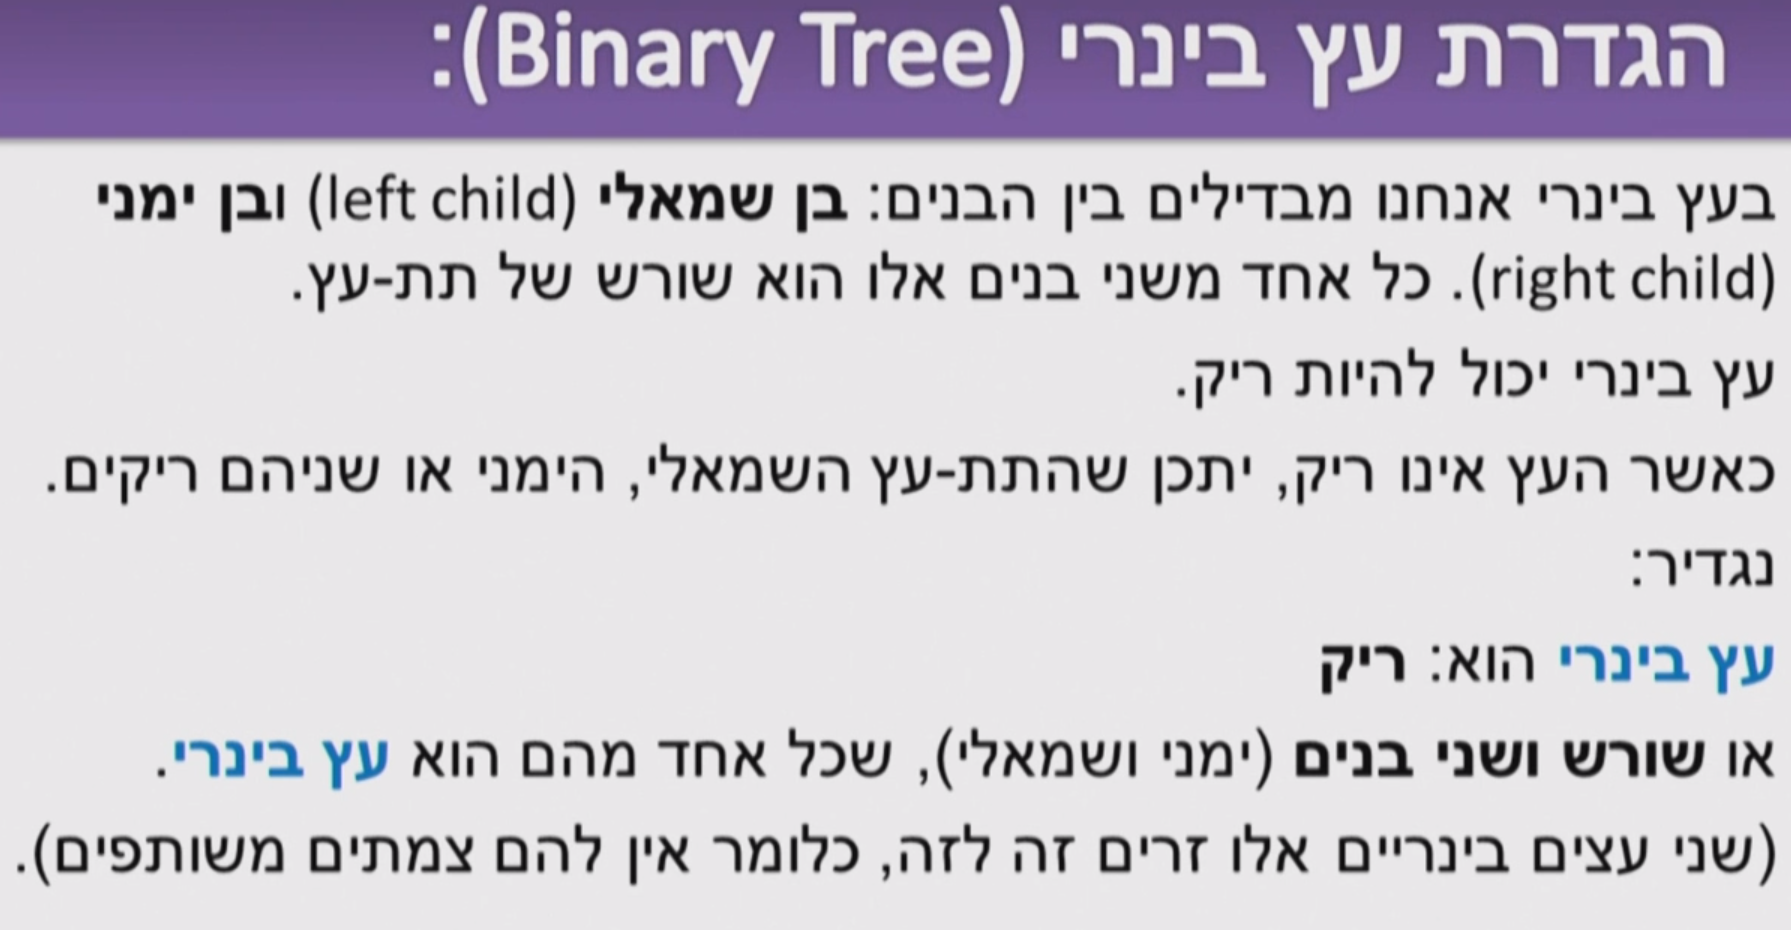 הגדרת עץ בינרי (Binary Tree):
בעץ בינרי אנחנו מבדילים בין הבנים: בן שמאלי (left child) ובן ימני
(right child). כל אחד משני בנים אלו הוא שורש של תת-עץ.
עץ בינרי יכול להיות ריק.
כאשר העץ אינו ריק, יתכן שהתת-עץ השמאלי, הימני או שניהם ריקים.
נגדיר:
עץ בינרי הוא: ריק
או שורש ושני בנים (ימני ושמאלי), שכל אחד מהם הוא עץ בינרי.
(שני עצים בינריים אלו זרים זה לזה, כלומר אין להם צמתים משותפים).